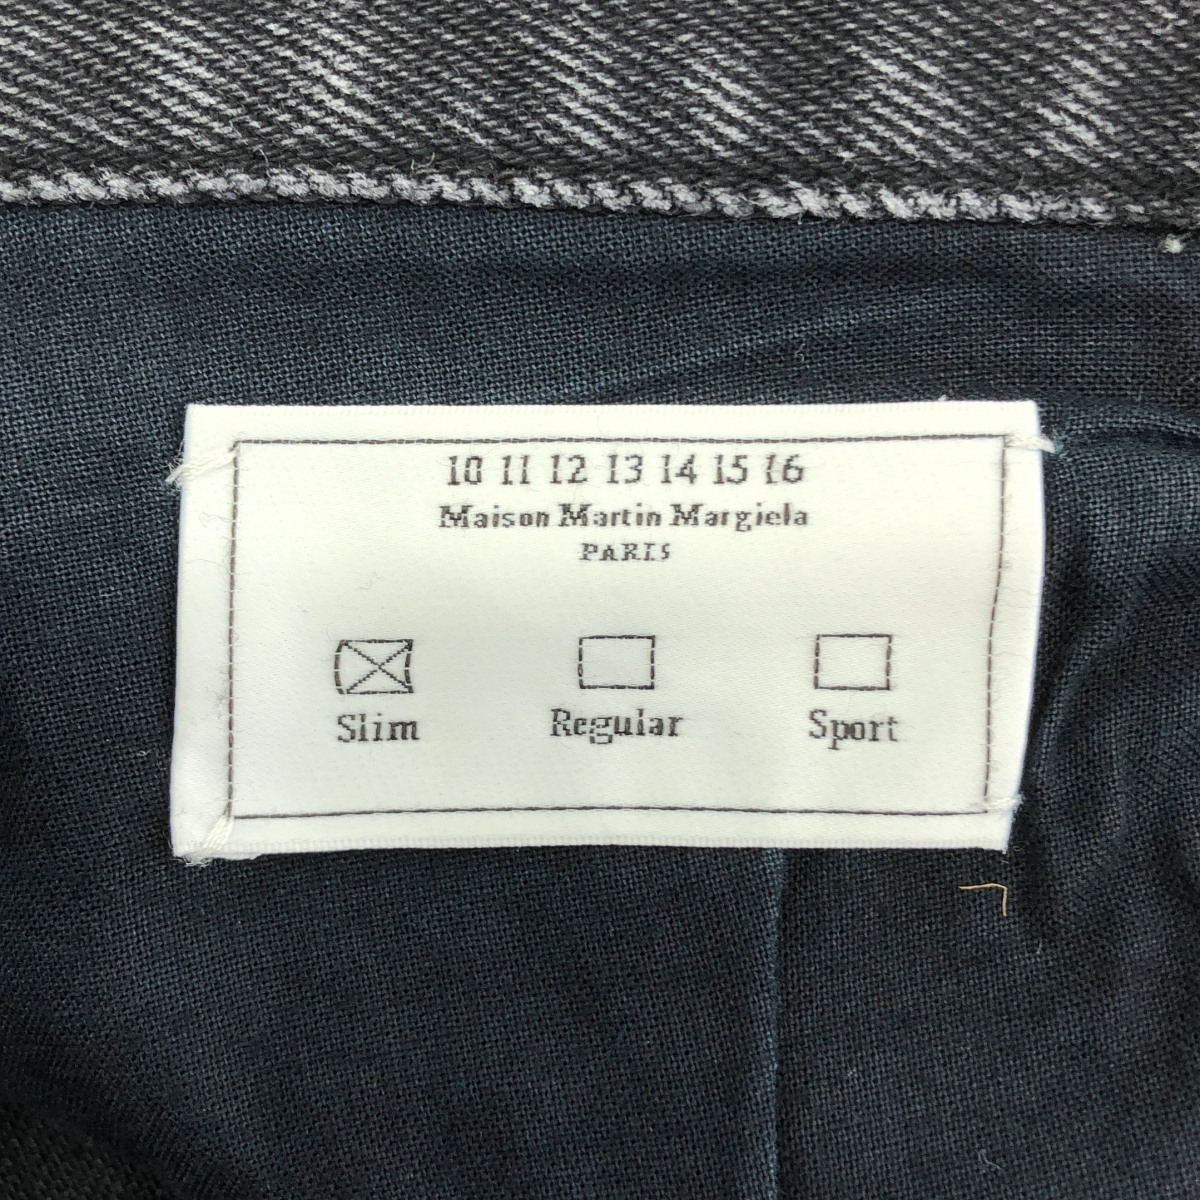 10 11 12 13 14 15 16
Maison Martin Margiela
PARIS
Slim Regular Sport